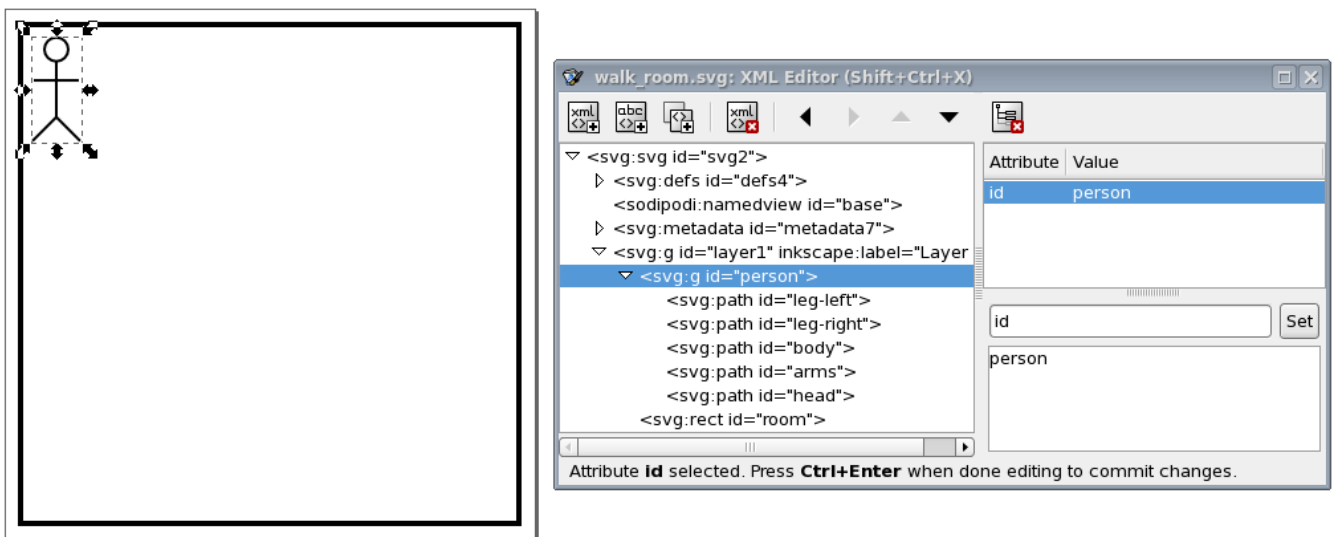 walk_room.svg: XML Editor (Shift+Ctrl+X)
xml
abc
xml
<svg:svg id="svg2">
<svg:defs id="defs4">
<sodipodi:namedview id="base">
<svg:metadata id="metadata7">
<svg:g id="layer1" inkscape:label="Layer
<svg:g id="person">
<svg:path id="leg-left">
<svg:path id="leg-right">
<svg:path id="body">
<svg:path id="arms">
<svg:path id="head">
<svg:rect id="room">
Attribute Value
id person
id
Set
person
Attribute id selected. Press Ctrl+Enter when done editing to commit changes.